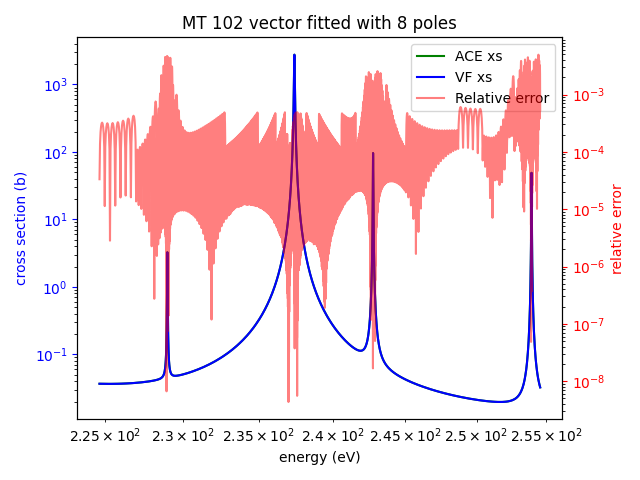 MT 102 vector fitted with 8 poles
ACE xs
VF xs
Relative error
cross section (b)
10³
10²
10¹
10⁰
10⁻¹
10⁻³
10⁻⁴
10⁻⁵
10⁻⁶
10⁻⁷
10⁻⁸
relative error
2.25 × 10² 2.3 × 10² 2.35 × 10² 2.4 × 10² 2.45 × 10² 2.5 × 10² 2.55 × 10²
energy (eV)